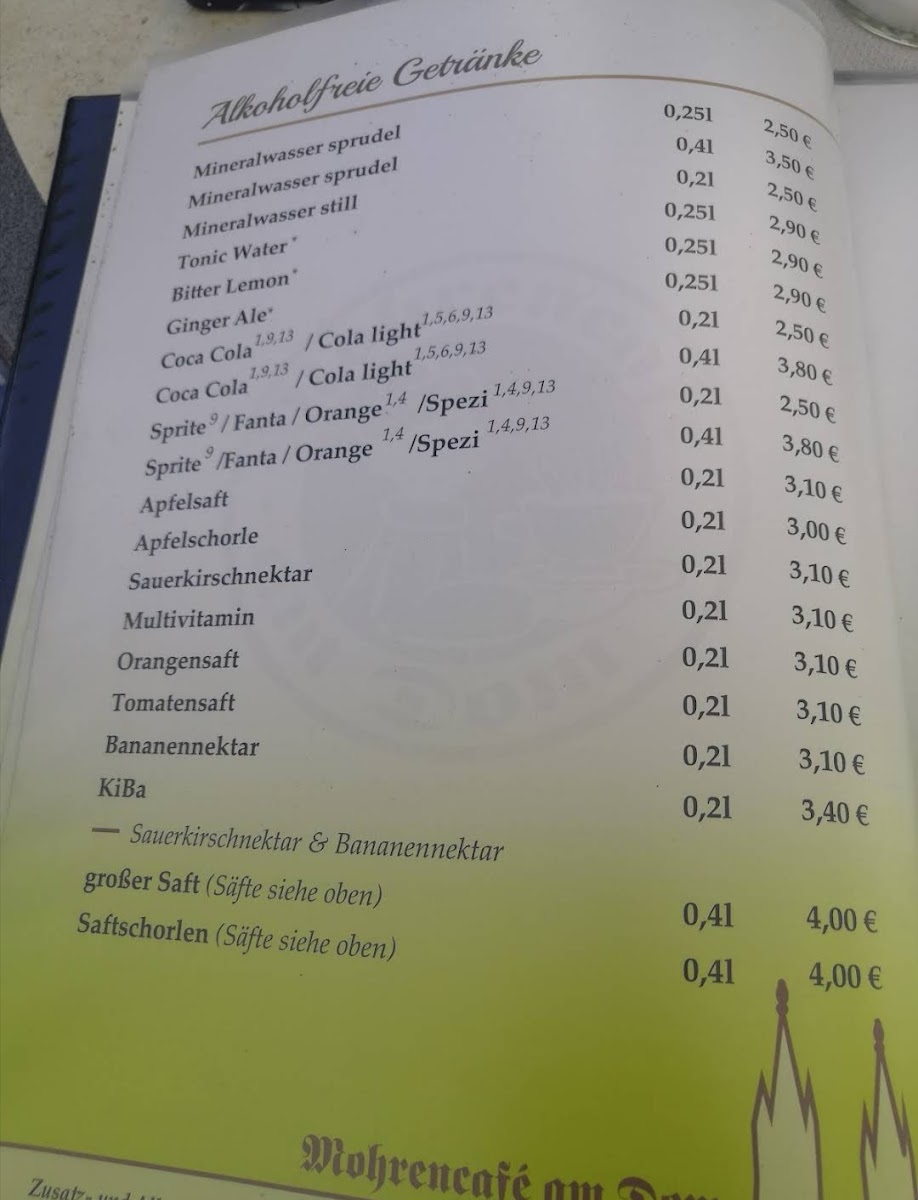 Alkoholfreie Getränke
Mineralwasser sprudel 0,25l 2,50 €
Mineralwasser sprudel 0,4l 3,50 €
Mineralwasser still 0,2l 2,50 €
Tonic Water* 0,25l 2,90 €
Bitter Lemon* 0,25l 2,90 €
Ginger Ale* 0,25l 2,90 €
Coca Cola 1,9,13 / Cola light 1,5,6,9,13 0,2l 2,50 €
Coca Cola 1,9,13 / Cola light 1,5,6,9,13 0,4l 3,80 €
Sprite 9 / Fanta / Orange 1,4 /Spezi 1,4,9,13 0,2l 2,50 €
Sprite 9 /Fanta / Orange 1,4 /Spezi 1,4,9,13 0,4l 3,80 €
Apfelsaft 0,2l 3,10 €
Apfelschorle 0,2l 3,00 €
Sauerkirschnektar 0,2l 3,10 €
Multivitamin 0,2l 3,10 €
Orangensaft 0,2l 3,10 €
Tomatensaft 0,2l 3,10 €
Bananennektar 0,2l 3,10 €
KiBa 0,2l 3,40 €
— Sauerkirschnektar & Bananennektar
großer Saft (Säfte siehe oben) 0,4l 4,00 €
Saftschorlen (Säfte siehe oben) 0,4l 4,00 €
Mohrencafé am Dom
Zusatz- und